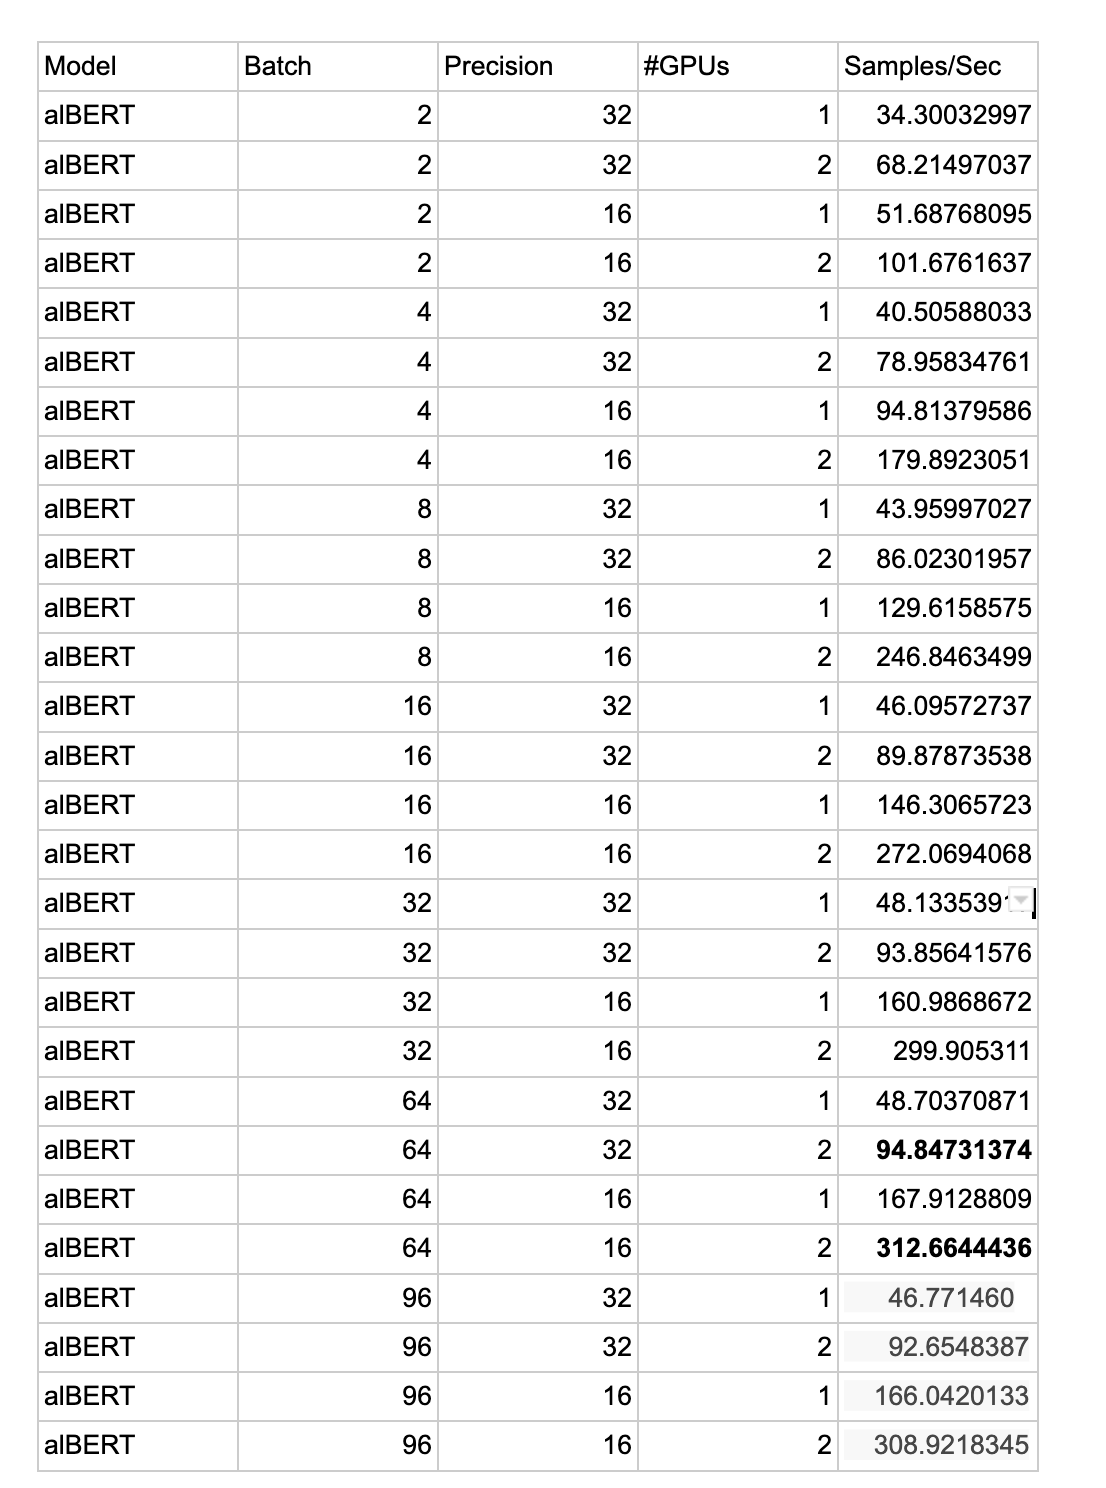 Model Batch Precision #GPUs Samples/Sec
alBERT 2 32 1 34.30032997
alBERT 2 32 2 68.21497037
alBERT 2 16 1 51.68768095
alBERT 2 16 2 101.6761637
alBERT 4 32 1 40.50588033
alBERT 4 32 2 78.95834761
alBERT 4 16 1 94.81379586
alBERT 4 16 2 179.8923051
alBERT 8 32 1 43.95997027
alBERT 8 32 2 86.02301957
alBERT 8 16 1 129.6158575
alBERT 8 16 2 246.8463499
alBERT 16 32 1 46.09572737
alBERT 16 32 2 89.87873538
alBERT 16 16 1 146.3065723
alBERT 16 16 2 272.0694068
alBERT 32 32 1 48.133539
alBERT 32 32 2 93.85641576
alBERT 32 16 1 160.9868672
alBERT 32 16 2 299.905311
alBERT 64 32 1 48.70370871
alBERT 64 32 2 94.84731374
alBERT 64 16 1 167.9128809
alBERT 64 16 2 312.6644436
alBERT 96 32 1 46.771460
alBERT 96 32 2 92.6548387
alBERT 96 16 1 166.0420133
alBERT 96 16 2 308.9218345